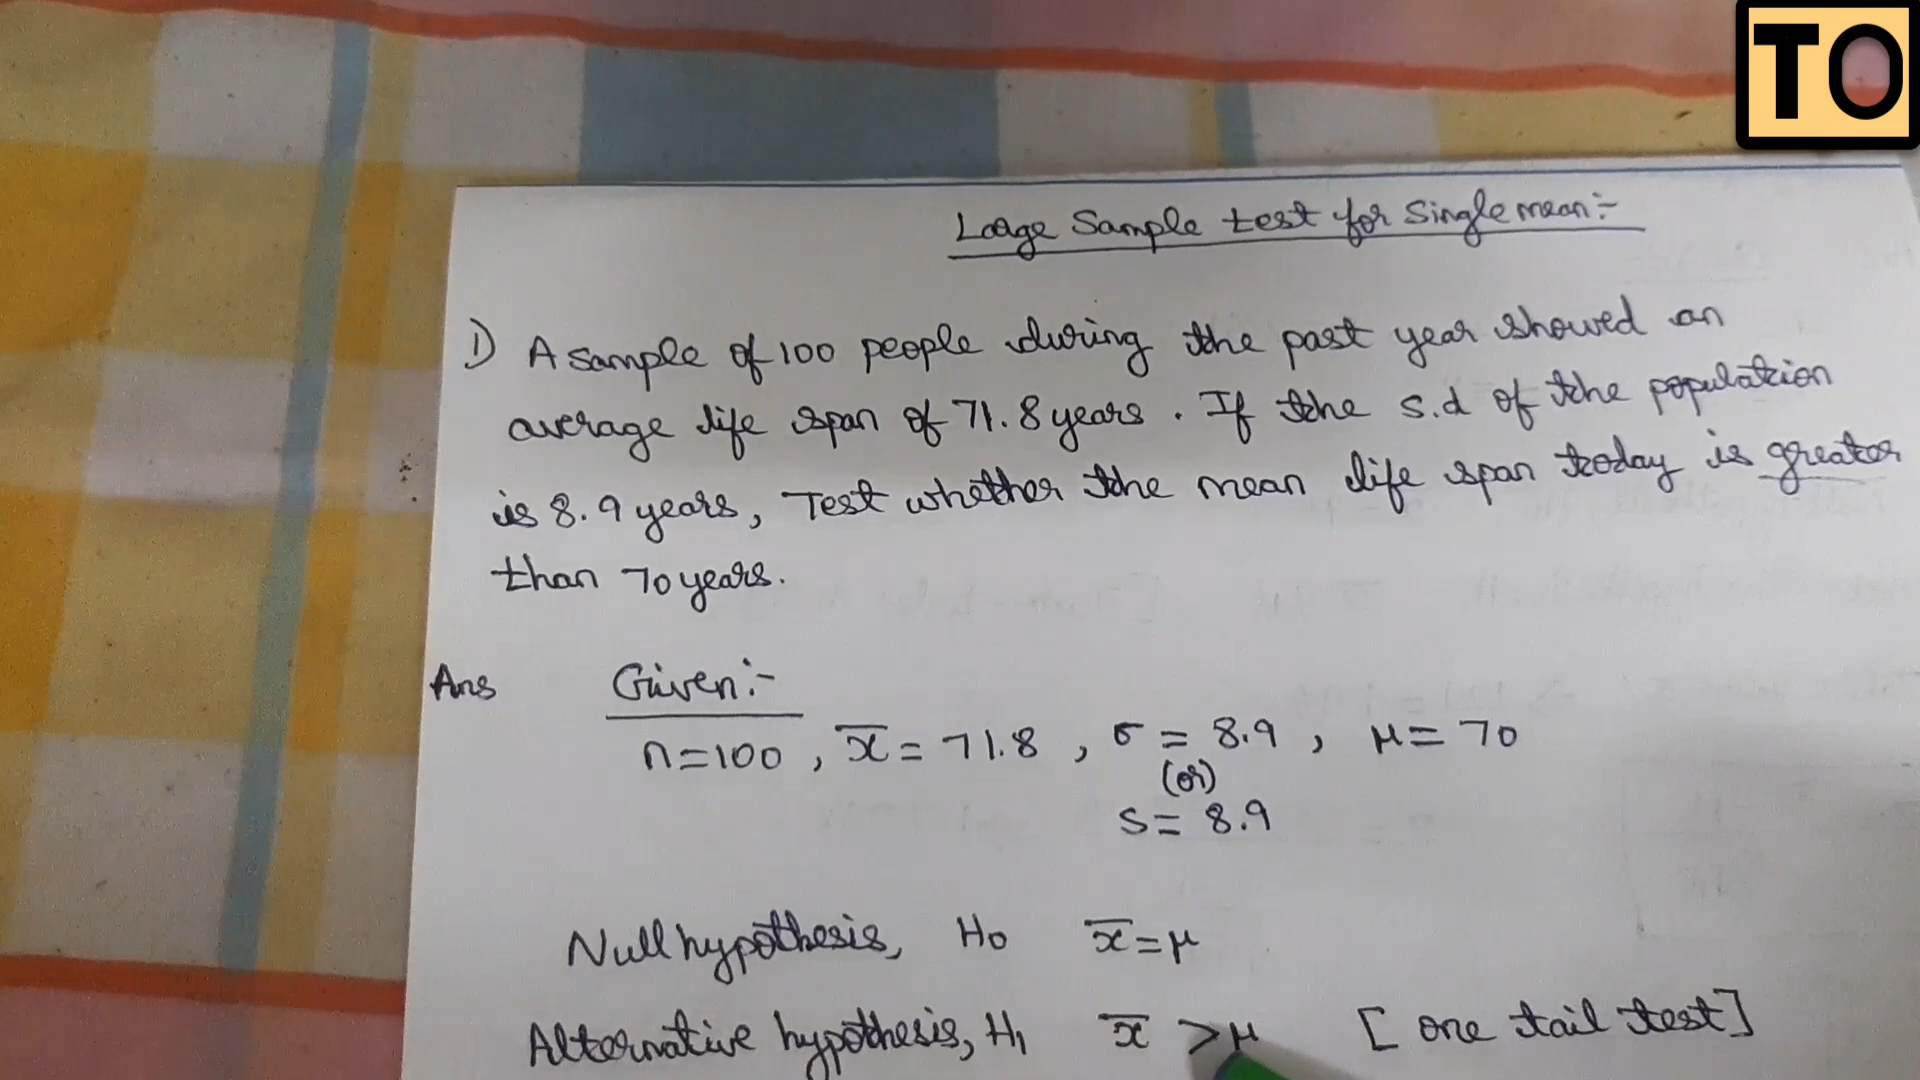 TO
Large Sample test for Single mean:-
1) A sample of 100 people during the past year showed an
average life span of 71.8 years. If the s.d of the population
is 8.9 years, Test whether the mean life span today is greater
than 70 years.
Ans Given:-
n=100, x̄ = 71.8, σ = 8.9, μ = 70
(or)
s = 8.9
Null hypothesis, H₀ x̄ = μ
Alternative hypothesis, H₁ x̄ > μ [one tail test]